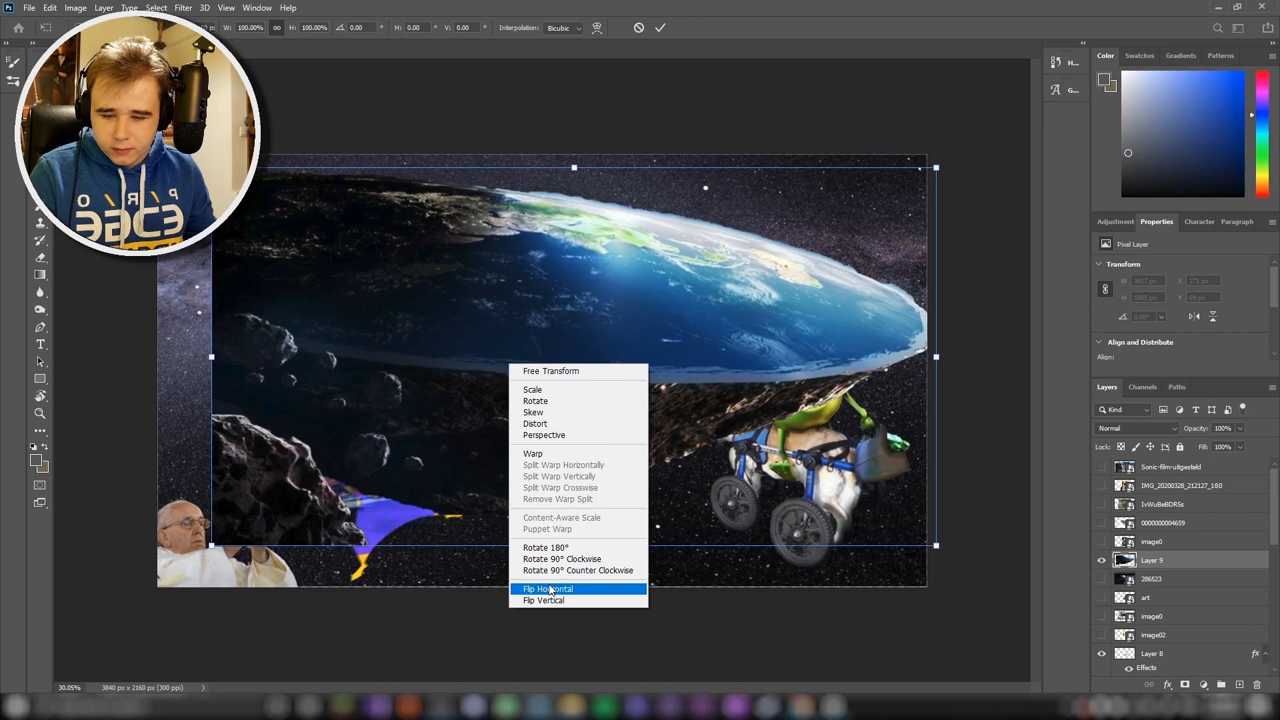 Ps File Edit Image Layer Type Select Filter 3D View Window Help
W: 100.00% H: 100.00% 0.00 H: 0.00 V: 0.00 Interpolation: Bicubic
H...
G...
Color Swatches Gradients Patterns
Adjustment Properties Character Paragraph
Pixel Layer
Transform
Align and Distribute
Align:
Layers Channels Paths
Kind
Normal Opacity: 100%
Lock: Fill: 100%
Sonic-film-uitgesteld
IMG_20200328_212127_180
IvWuBeBDR5s
0000000004659
image0
Layer 9
286523
art
image0
image02
Layer 8
fx
Effects
Free Transform
Scale
Rotate
Skew
Distort
Perspective
Warp
Split Warp Horizontally
Split Warp Vertically
Split Warp Crosswise
Remove Warp Split
Content-Aware Scale
Puppet Warp
Rotate 180°
Rotate 90° Clockwise
Rotate 90° Counter Clockwise
Flip Horizontal
Flip Vertical
30.05% 3840 px x 2160 px (300 ppi)